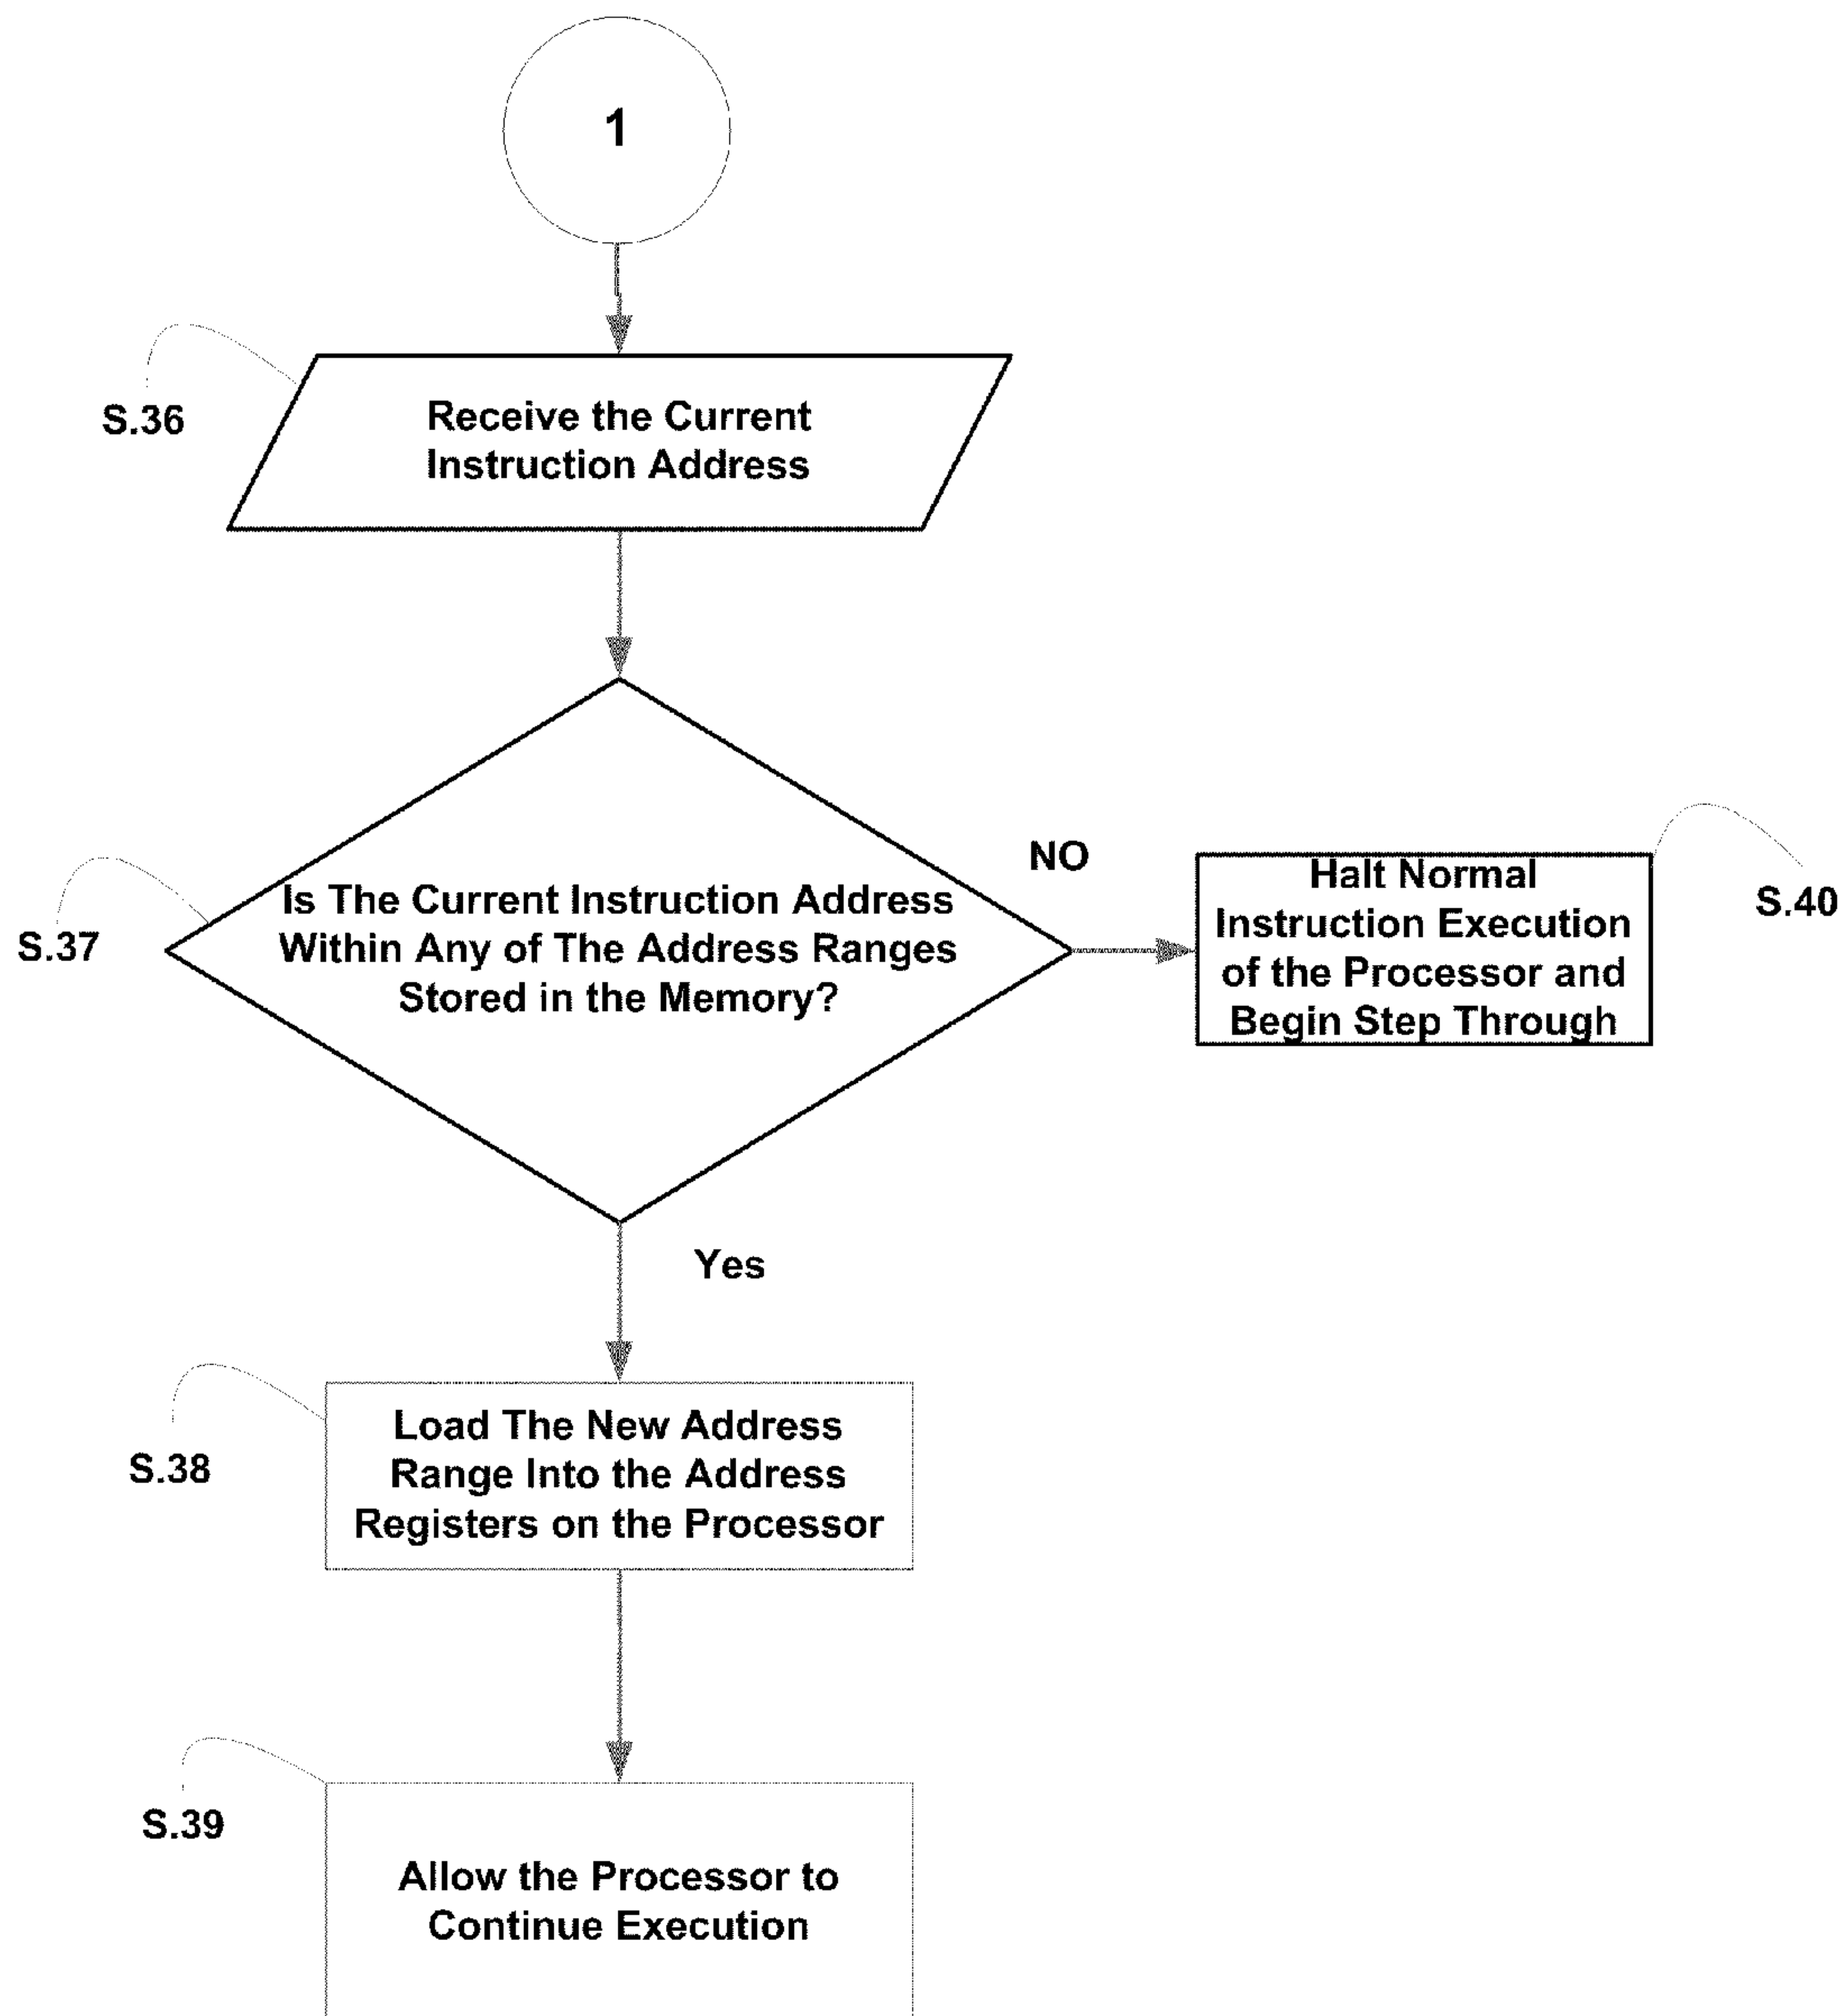 1
S.36
Receive the Current
Instruction Address
S.37
Is The Current Instruction Address
Within Any of The Address Ranges
Stored in the Memory?
NO
Halt Normal
Instruction Execution
of the Processor and
Begin Step Through
S.40
Yes
S.38
Load The New Address
Range Into the Address
Registers on the Processor
S.39
Allow the Processor to
Continue Execution